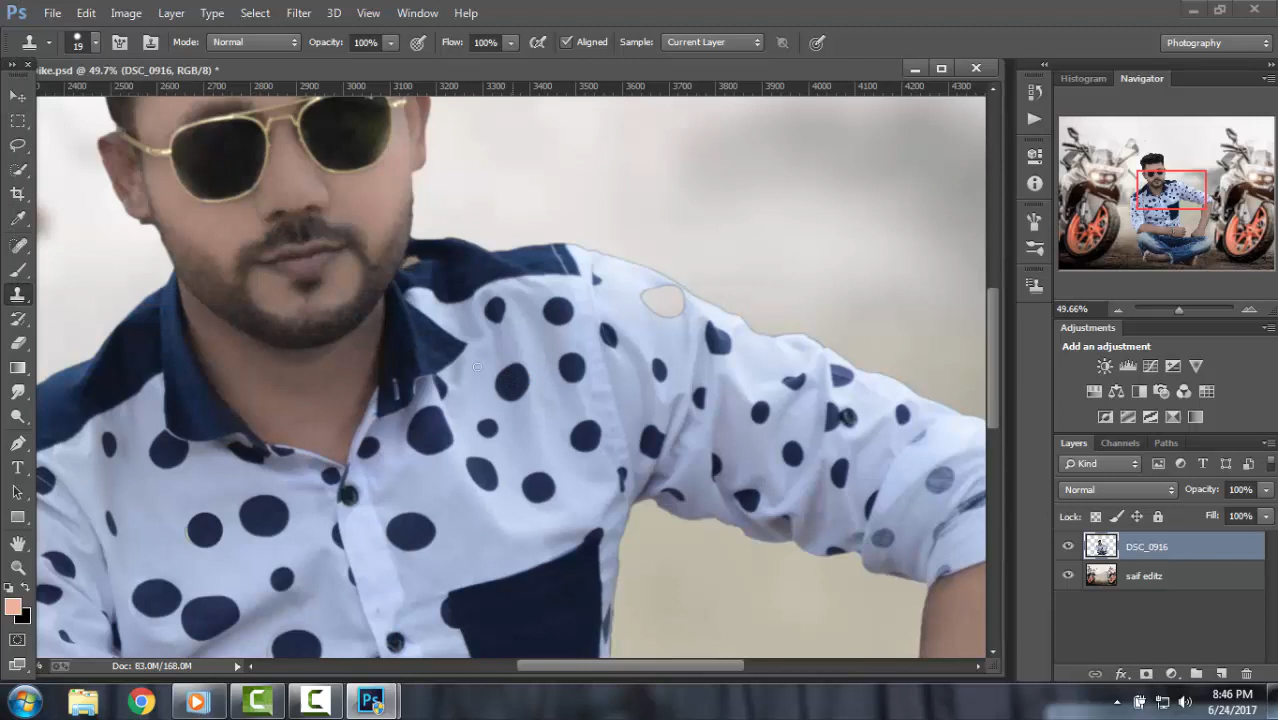 Ps File Edit Image Layer Type Select Filter 3D View Window Help
19 Mode: Normal Opacity: 100% Flow: 100% Aligned Sample: Current Layer Photography
ike.psd @ 49.7% (DSC_0916, RGB/8) *
2400 2500 2600 2700 2800 2900 3000 3100 3200 3300 3400 3500 3600 3700 3800 3900 4000 4100 4200 4300
Histogram Navigator
49.66%
Adjustments
Add an adjustment
Layers Channels Paths
Kind
Normal Opacity: 100%
Lock: Fill: 100%
DSC_0916
saif editz
Doc: 83.0M/168.0M
8:46 PM
6/24/2017